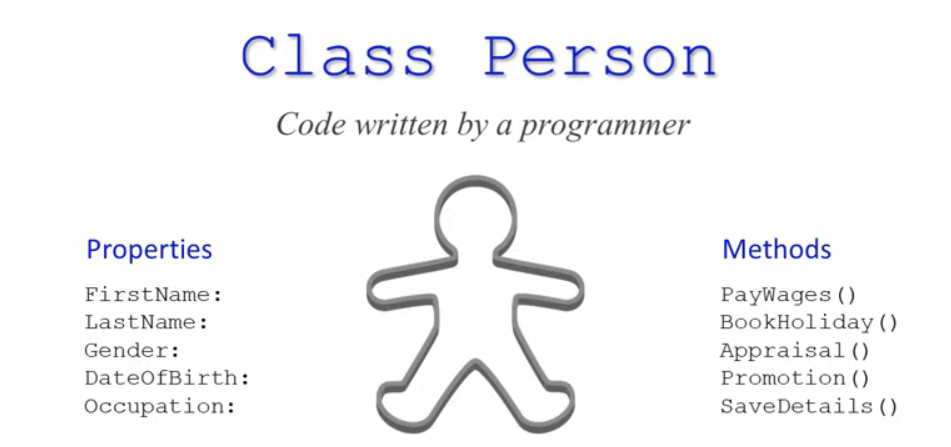 Class Person
Code written by a programmer
Properties
FirstName:
LastName:
Gender:
DateOfBirth:
Occupation:
Methods
PayWages()
BookHoliday()
Appraisal()
Promotion()
SaveDetails()